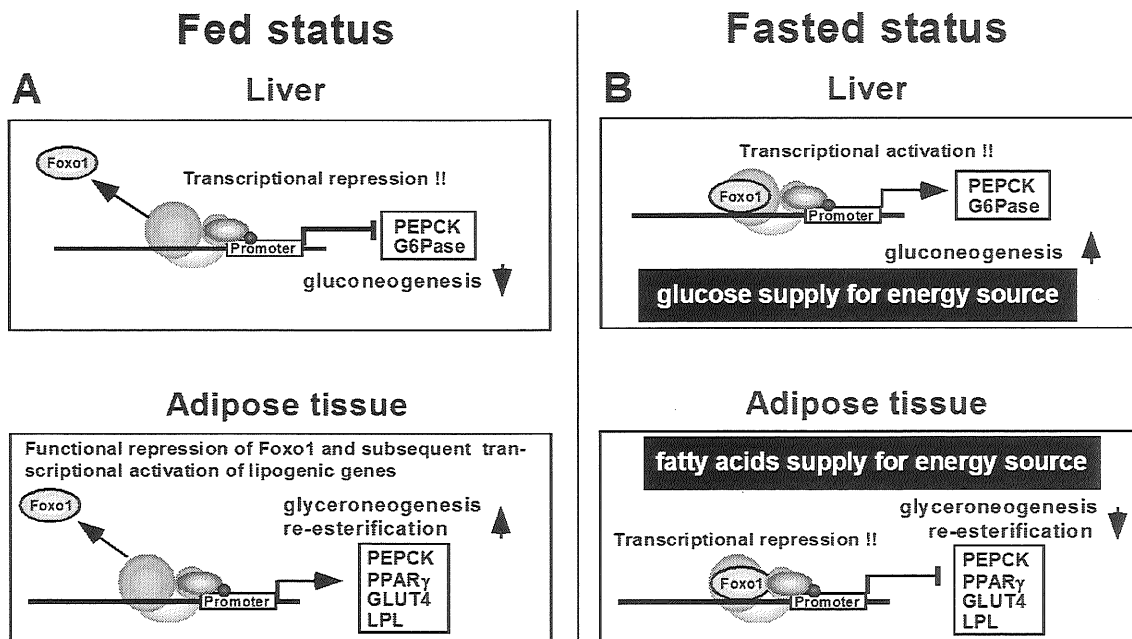 Fed status
A
Liver
Foxo1
Transcriptional repression !!
Promoter
PEPCK
G6Pase
gluconeogenesis
Adipose tissue
Functional repression of Foxo1 and subsequent tran-
scriptional activation of lipogenic genes
Foxo1
glyceroneogenesis
re-esterification
Promoter
PEPCK
PPARγ
GLUT4
LPL
Fasted status
B
Liver
Transcriptional activation !!
Foxo1
Promoter
PEPCK
G6Pase
gluconeogenesis
glucose supply for energy source
Adipose tissue
fatty acids supply for energy source
glyceroneogenesis
re-esterification
Transcriptional repression !!
Foxo1
Promoter
PEPCK
PPARγ
GLUT4
LPL